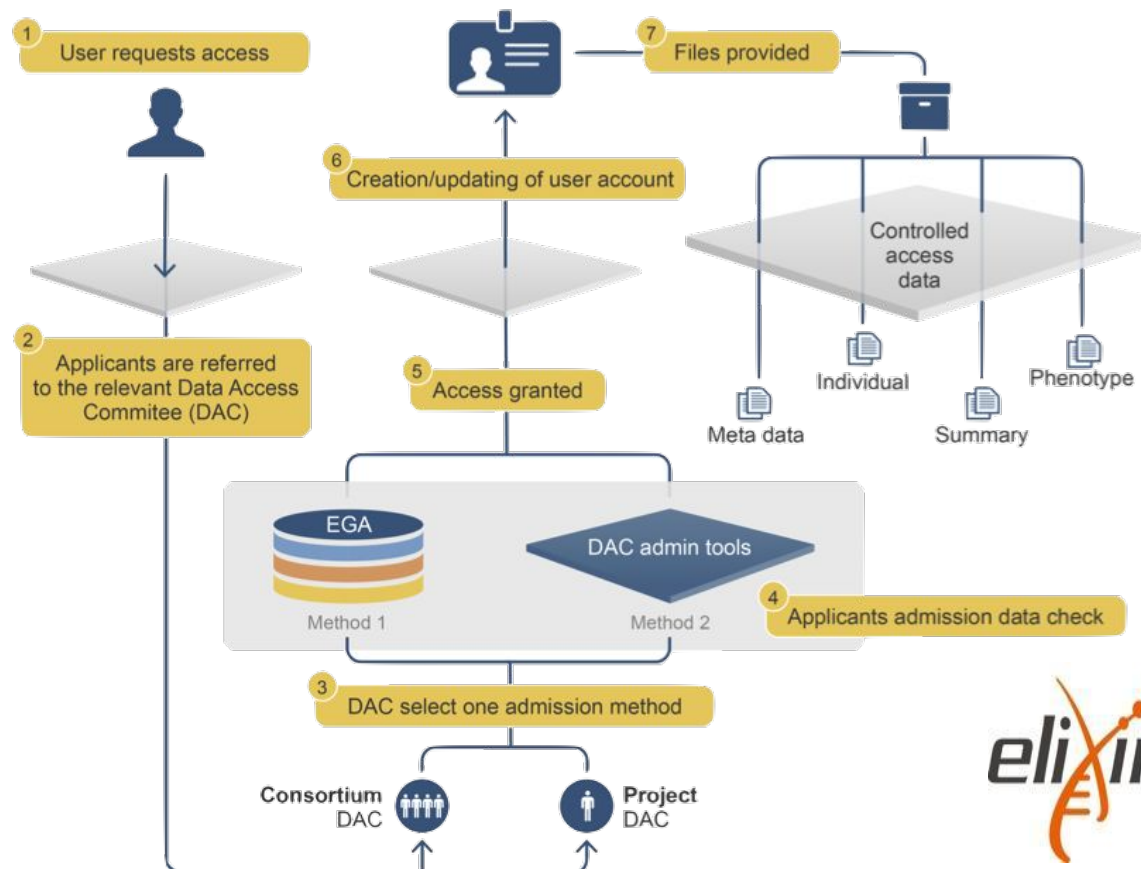 1
User requests access
2
Applicants are referred
to the relevant Data Access
Commitee (DAC)
3
DAC select one admission method
Consortium
DAC
Project
DAC
EGA
Method 1
DAC admin tools
Method 2
4
Applicants admission data check
5
Access granted
6
Creation/updating of user account
7
Files provided
Controlled
access
data
Meta data
Individual
Summary
Phenotype
elixir